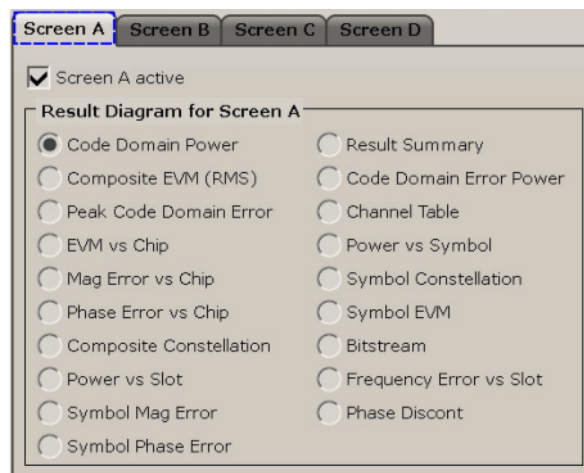 Screen A Screen B Screen C Screen D
Screen A active
Result Diagram for Screen A
Code Domain Power
Composite EVM (RMS)
Peak Code Domain Error
EVM vs Chip
Mag Error vs Chip
Phase Error vs Chip
Composite Constellation
Power vs Slot
Symbol Mag Error
Symbol Phase Error
Result Summary
Code Domain Error Power
Channel Table
Power vs Symbol
Symbol Constellation
Symbol EVM
Bitstream
Frequency Error vs Slot
Phase Discont